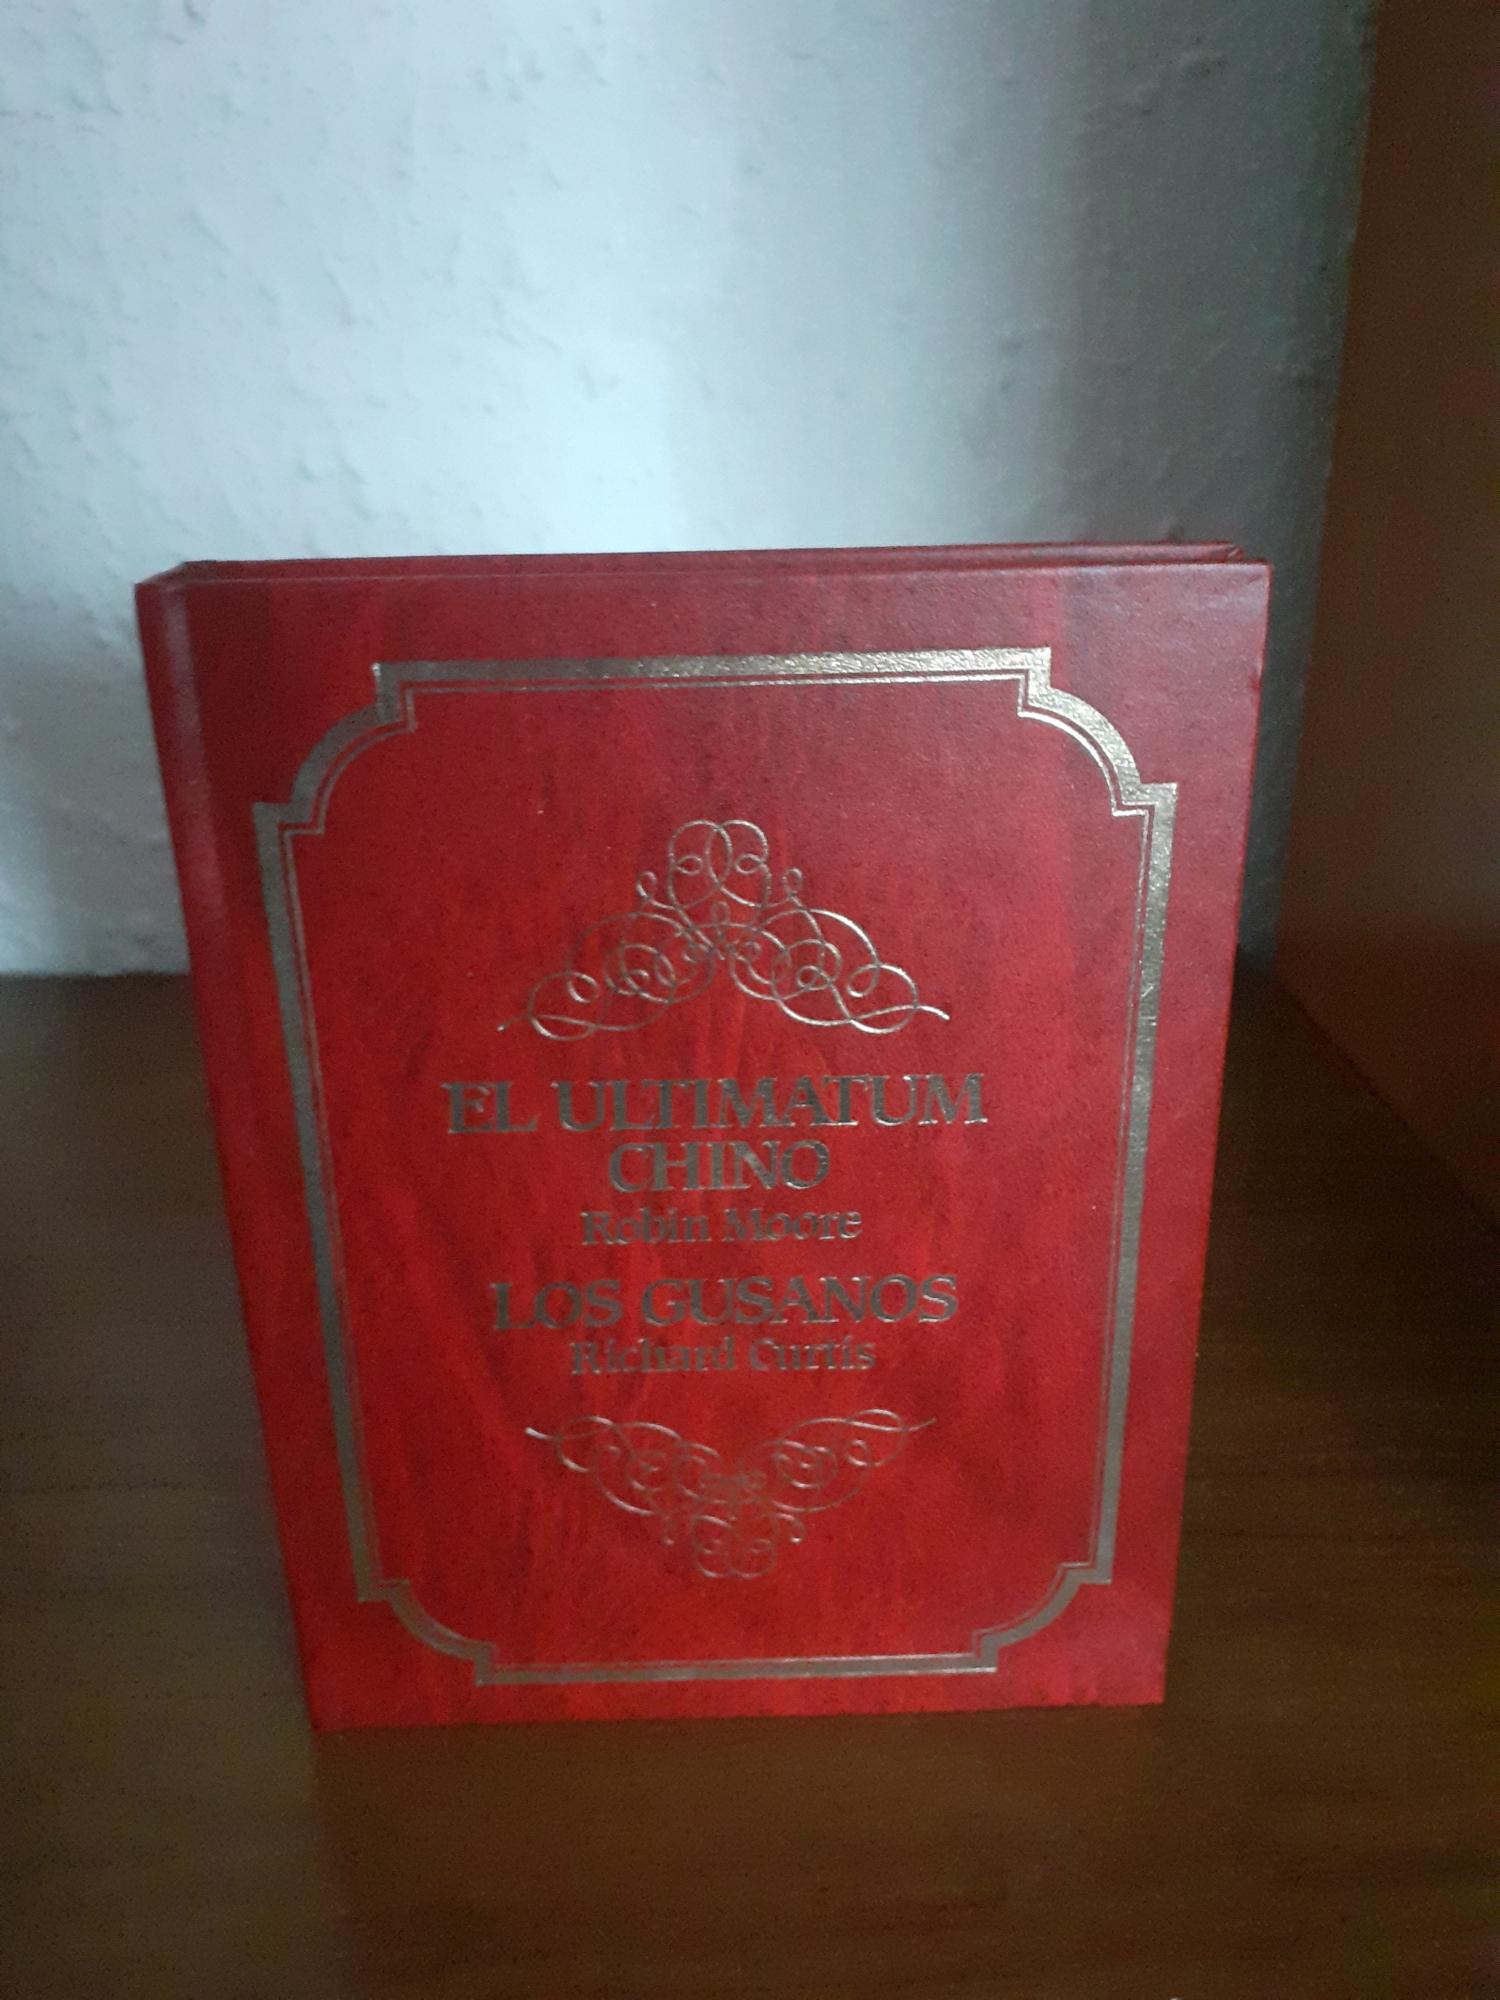 EL ULTIMATUM
CHINO
Robin Moore
LOS GUSANOS
Richard Curtis